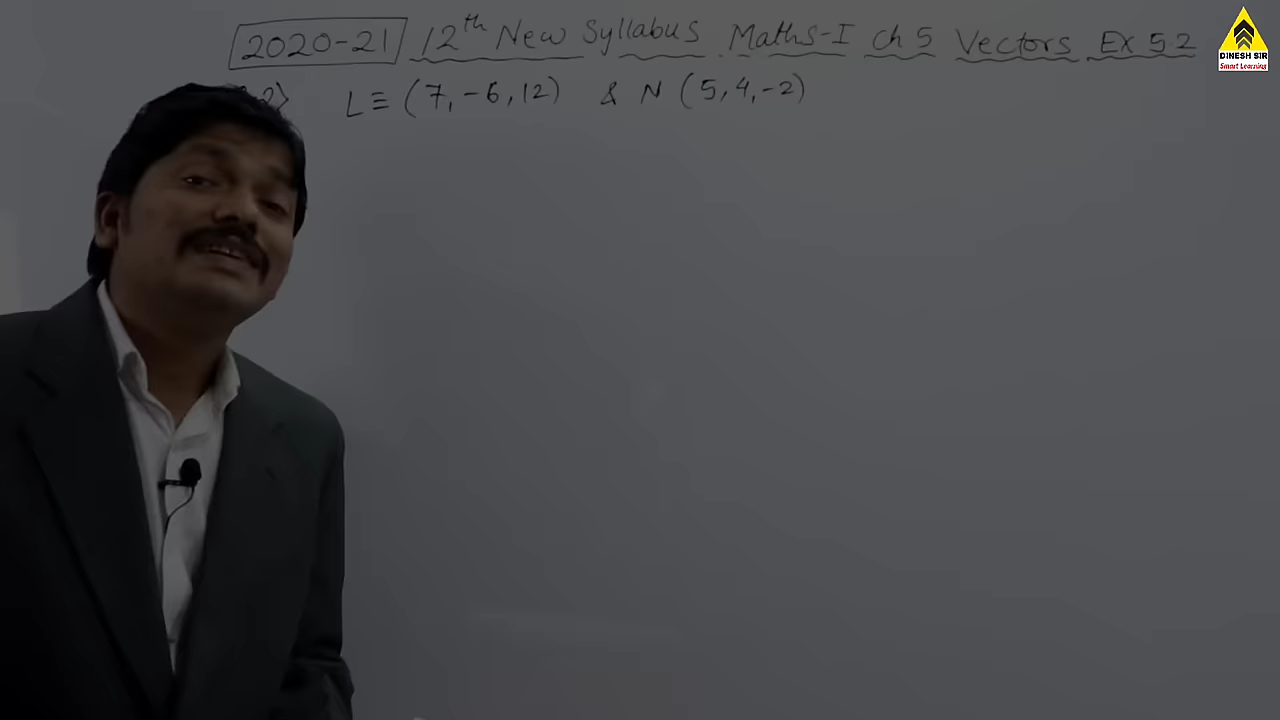 2020-21 12th New Syllabus Maths-I Ch 5 Vectors Ex 5.2
L ≡ (7, -6, 12) & N (5, 4, -2)
DINESH SIR
Smart Learning